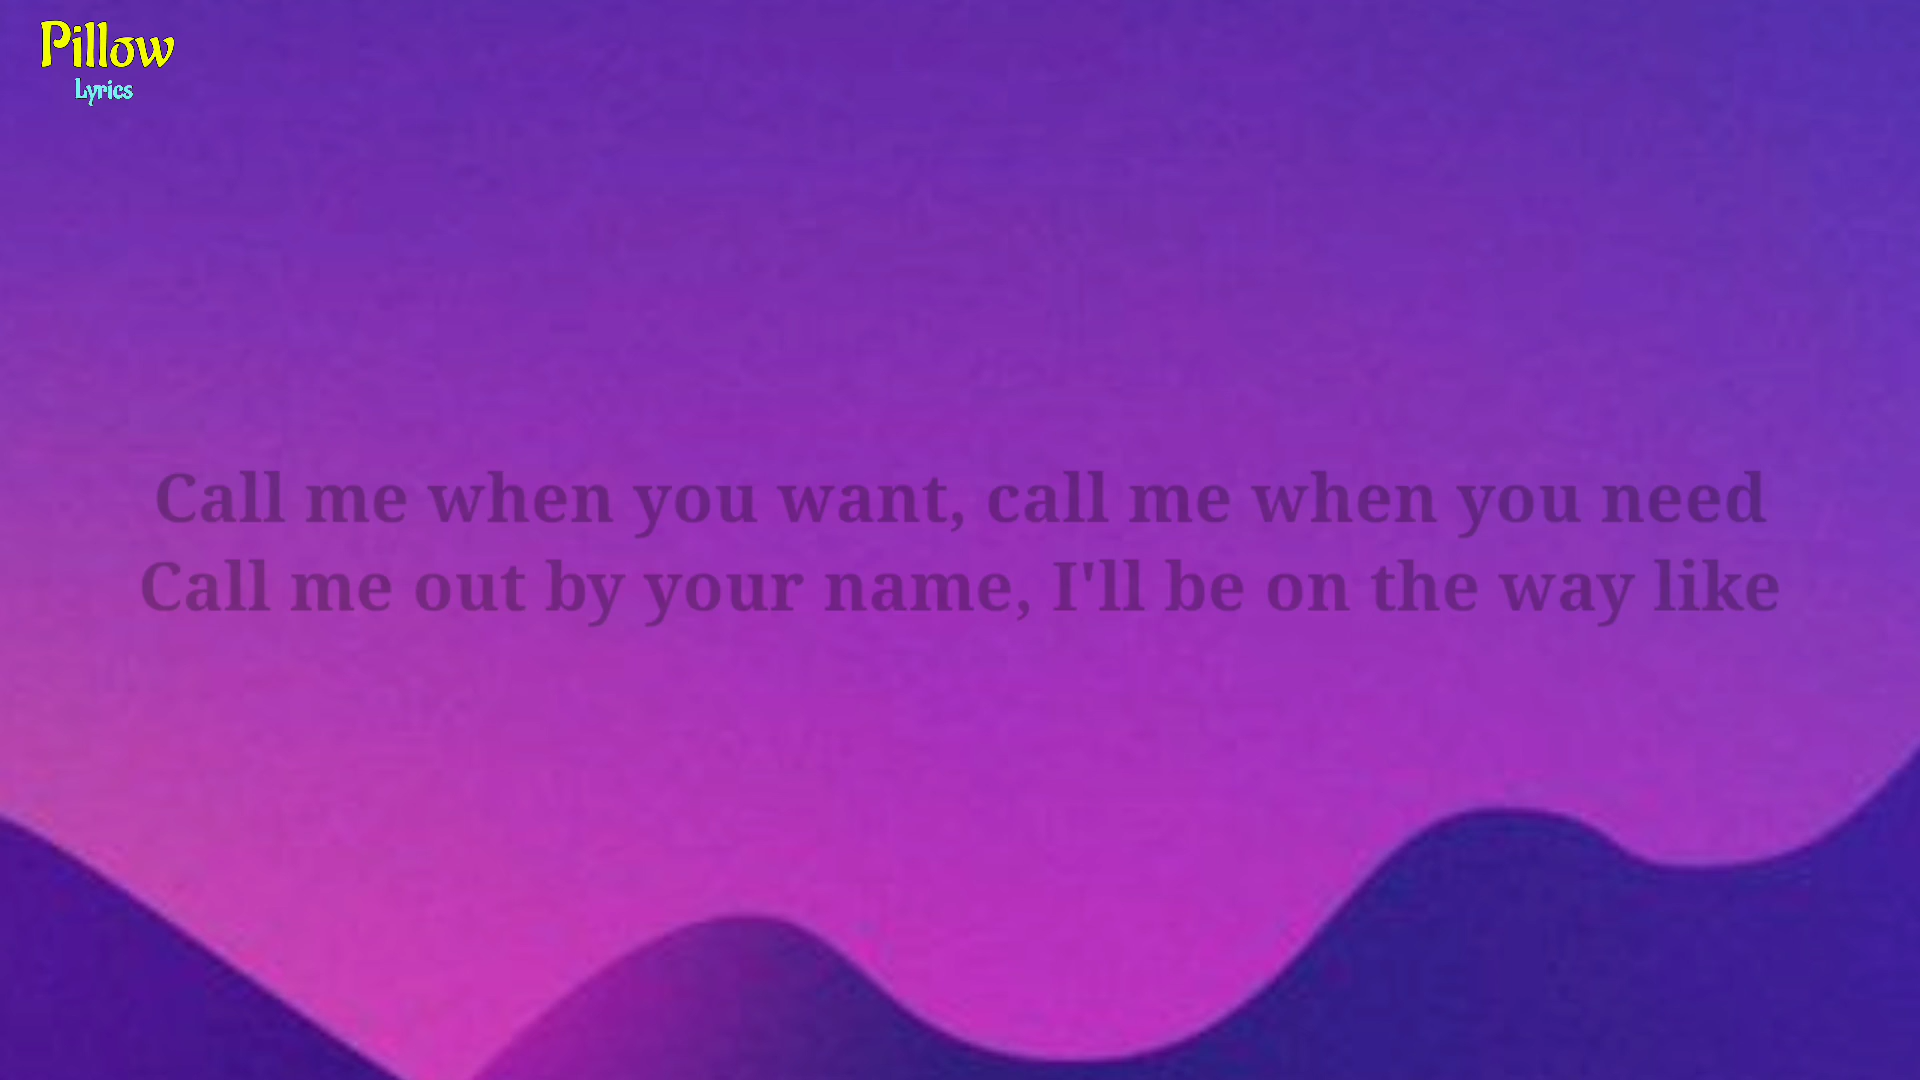 Pillow
Lyrics
Call me when you want, call me when you need
Call me out by your name, I'll be on the way like